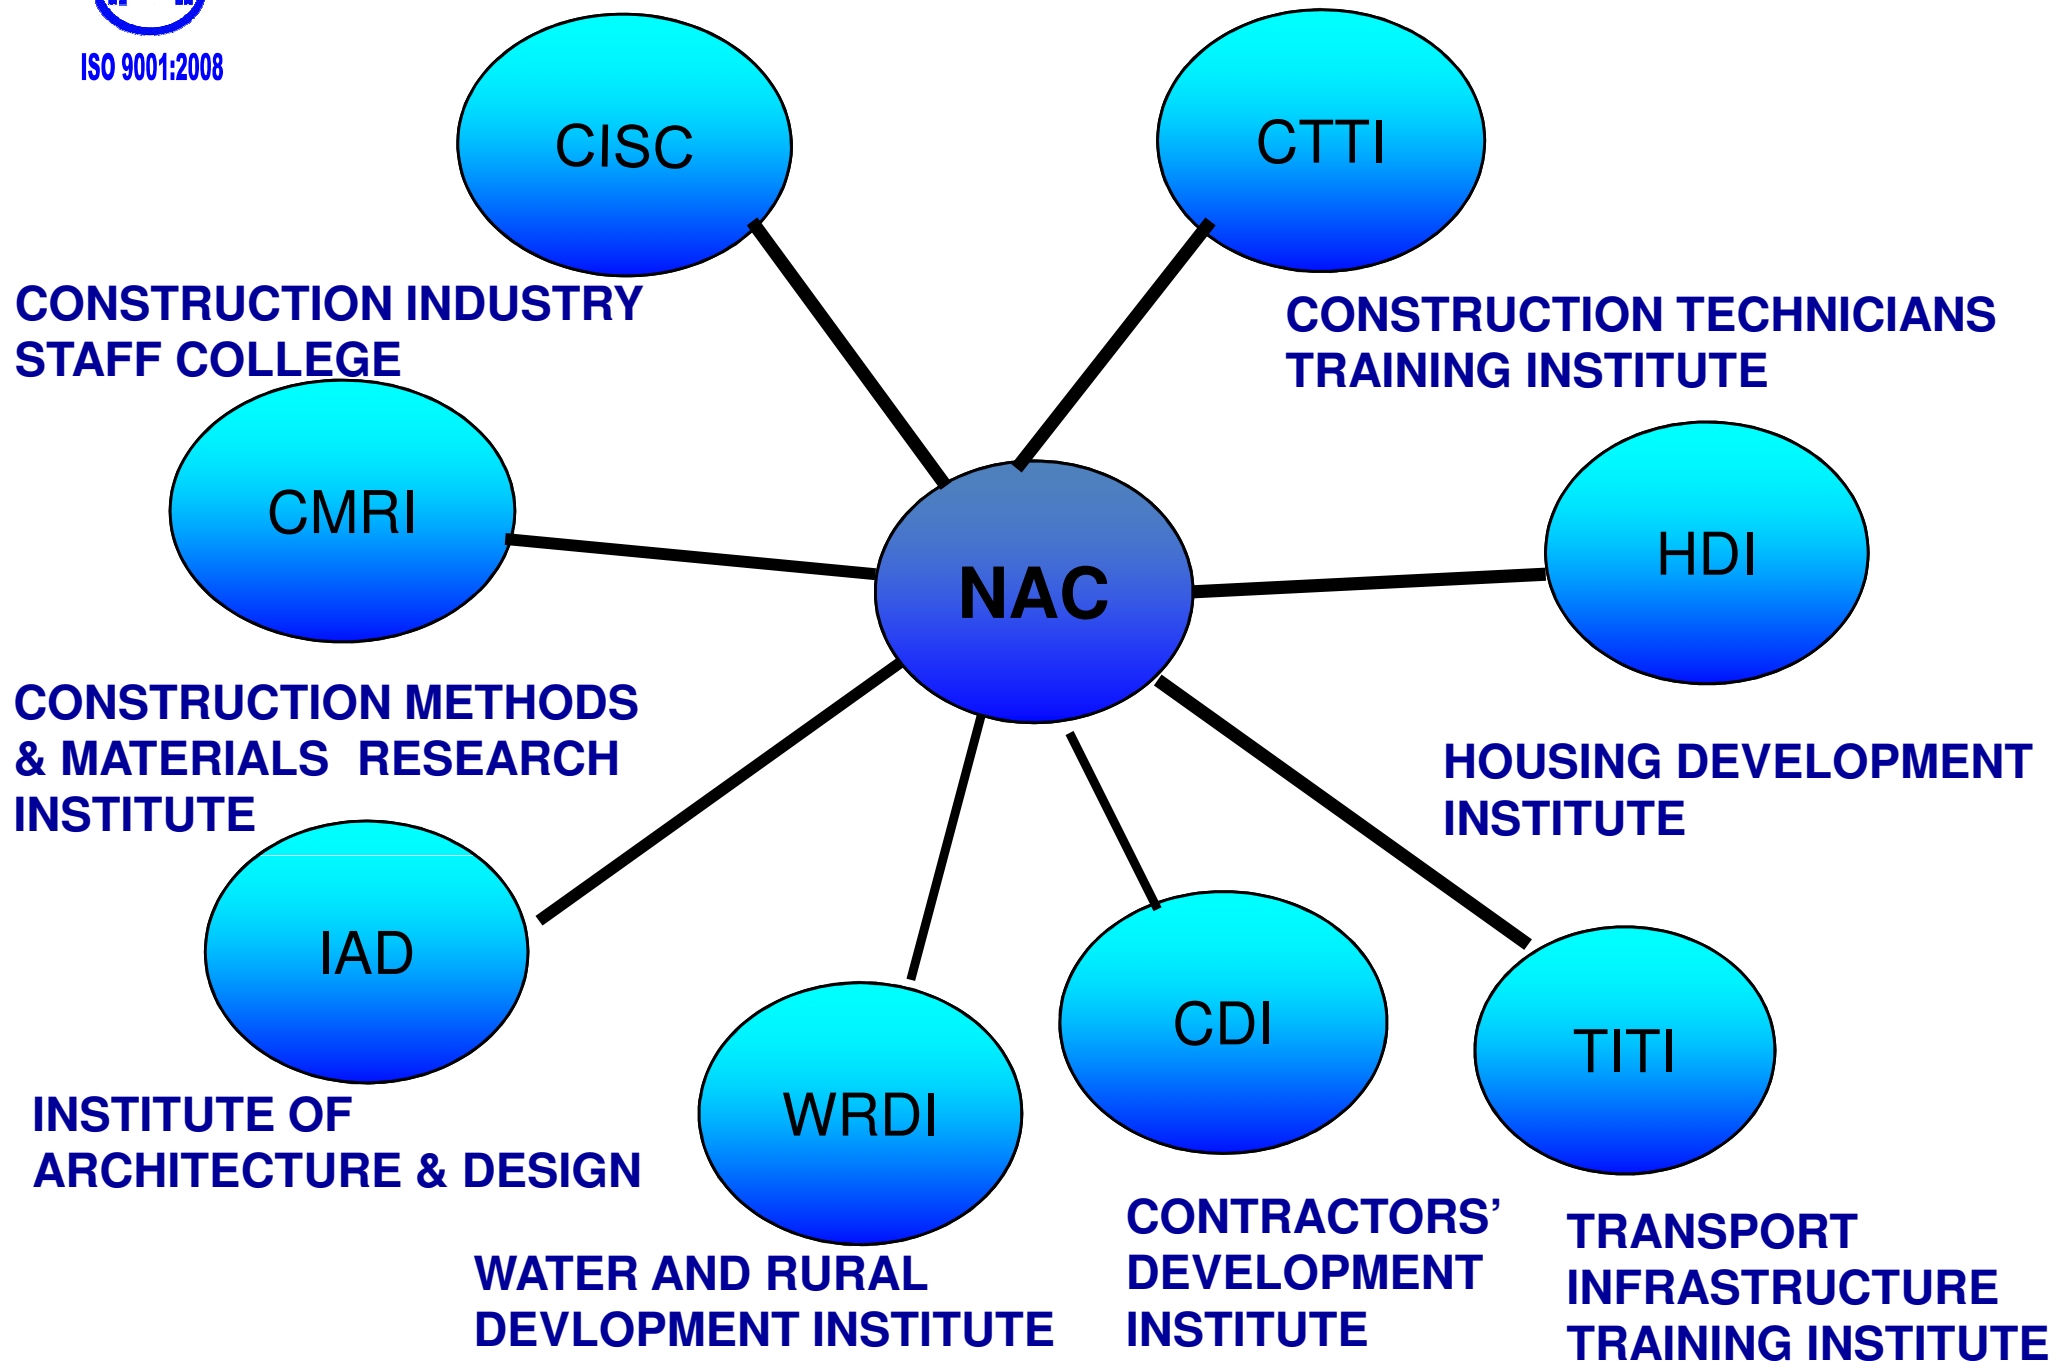 ISO 9001:2008
CISC
CTTI
CONSTRUCTION INDUSTRY
STAFF COLLEGE
CONSTRUCTION TECHNICIANS
TRAINING INSTITUTE
CMRI
NAC
HDI
CONSTRUCTION METHODS
& MATERIALS  RESEARCH
INSTITUTE
HOUSING DEVELOPMENT
INSTITUTE
IAD
WRDI
CDI
TITI
INSTITUTE OF
ARCHITECTURE & DESIGN
WATER AND RURAL
DEVLOPMENT INSTITUTE
CONTRACTORS’
DEVELOPMENT
INSTITUTE
TRANSPORT
INFRASTRUCTURE
TRAINING INSTITUTE